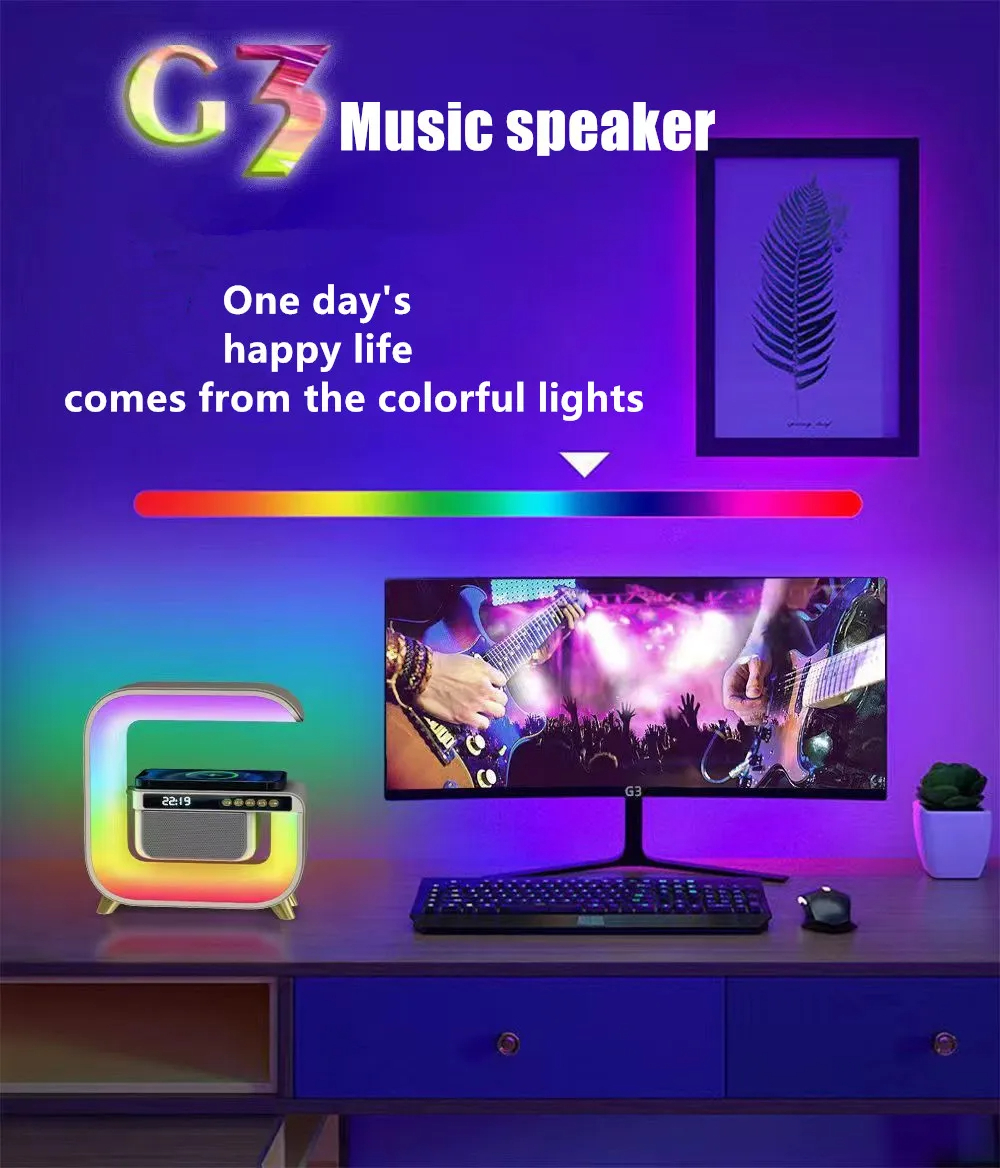 G3 Music speaker
One day's
happy life
comes from the colorful lights
22:19
G3